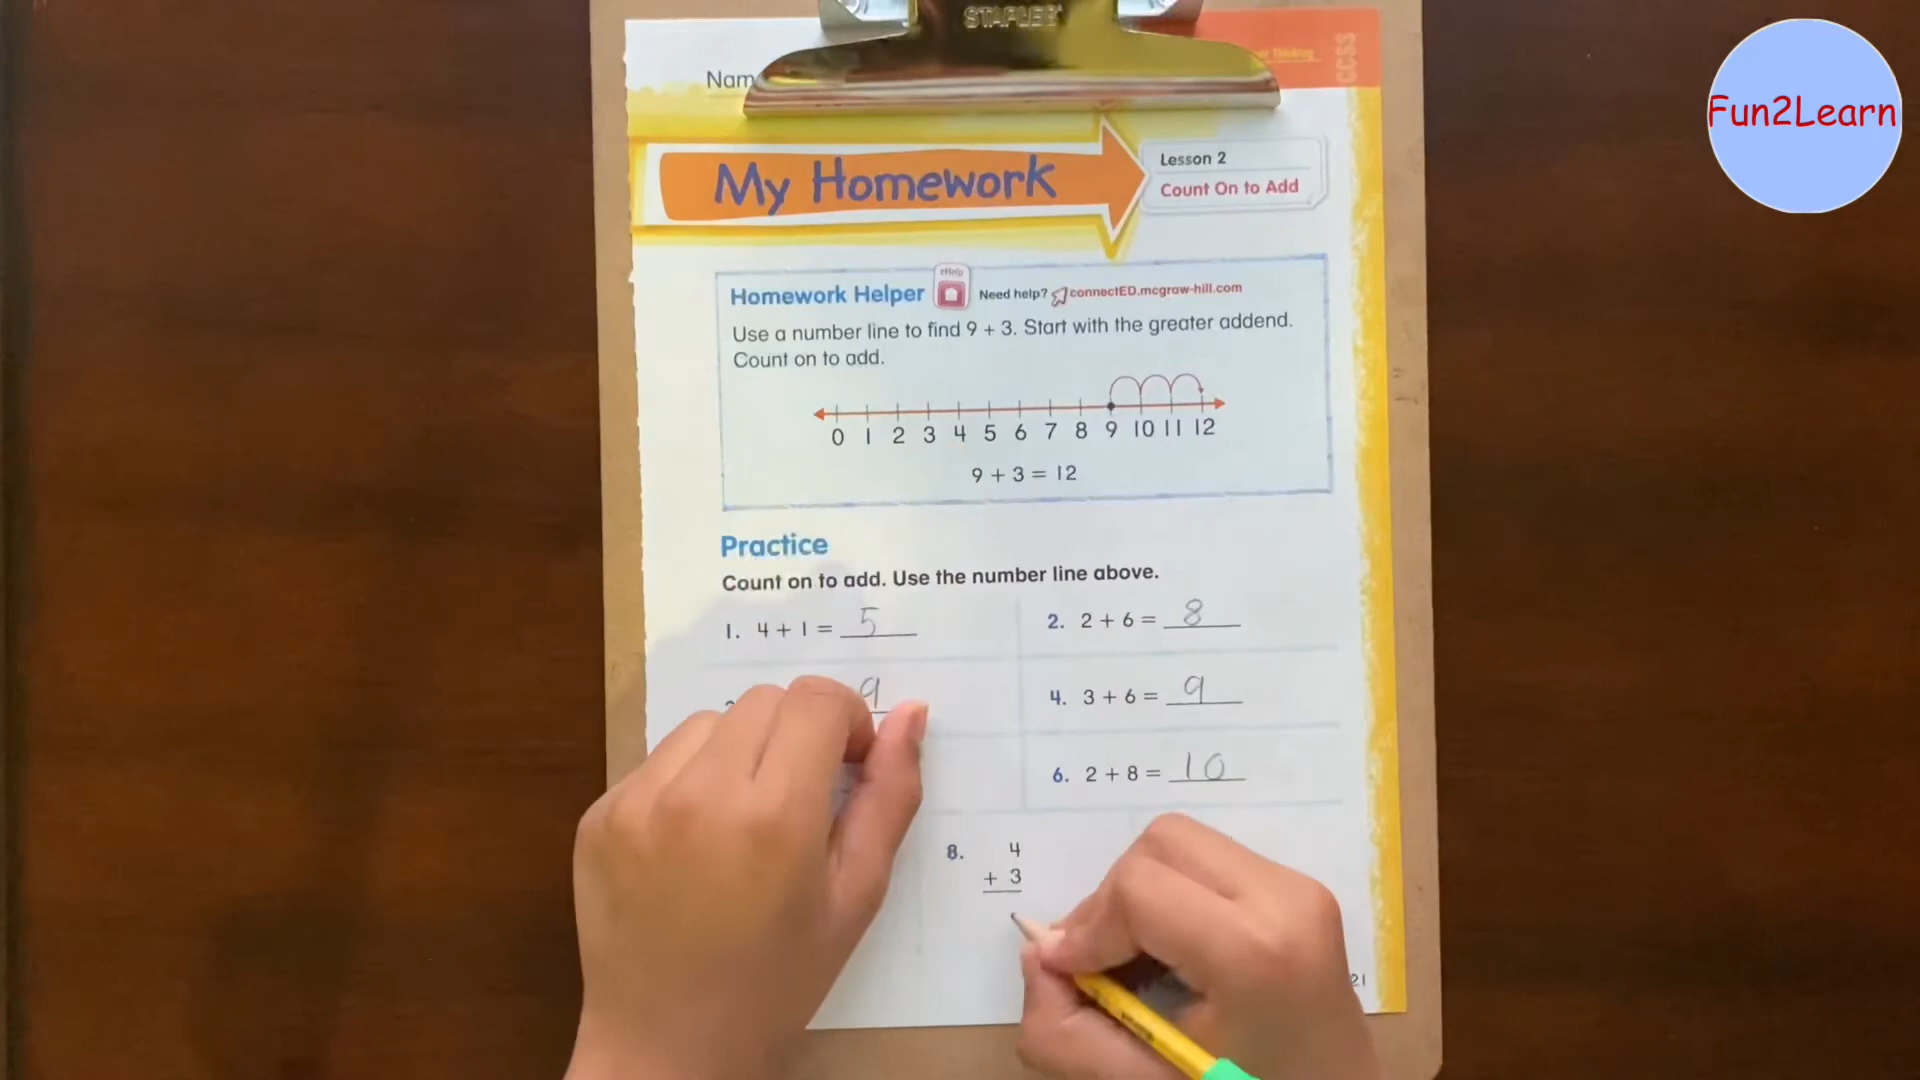 STAPLES
Fun2Learn
Nam
CCSS
My Homework
Lesson 2
Count On to Add
Homework Helper
eHelp
Need help? connectED.mcgraw-hill.com
Use a number line to find 9 + 3. Start with the greater addend.
Count on to add.
0 1 2 3 4 5 6 7 8 9 10 11 12
9 + 3 = 12
Practice
Count on to add. Use the number line above.
1. 4 + 1 = 5
2. 2 + 6 = 8
9
4. 3 + 6 = 9
6. 2 + 8 = 10
8. 4
+ 3
21